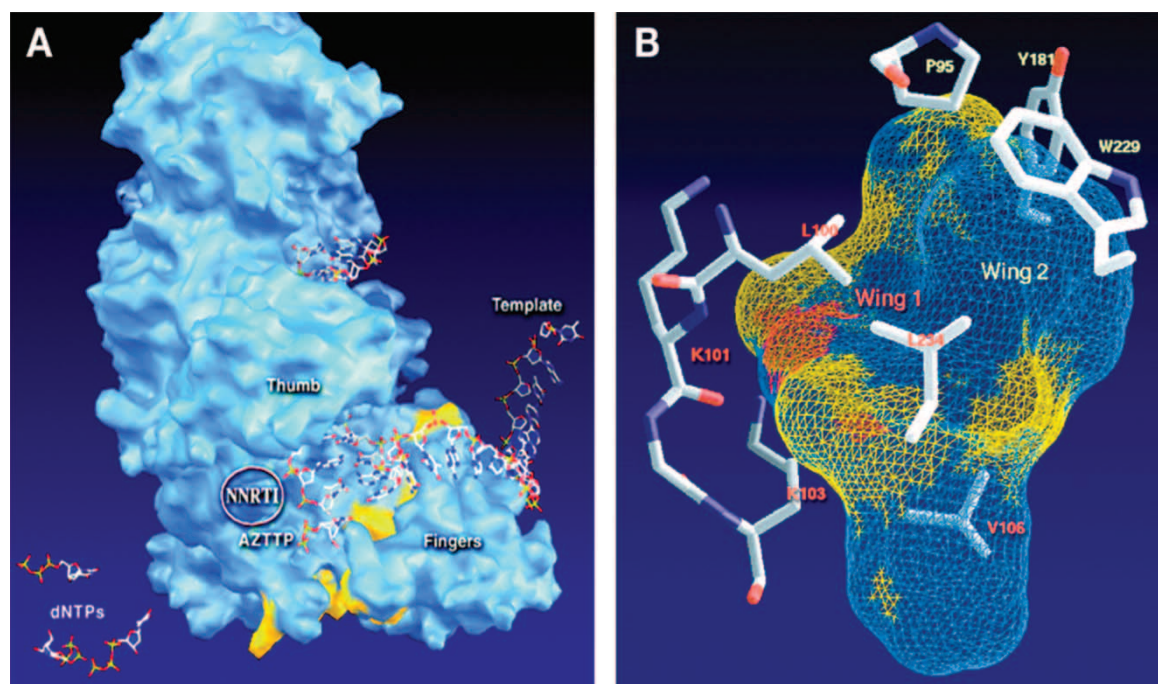 A
Template
Thumb
NNRTI
AZTTP
Fingers
dNTPs
B
P95
Y181
W229
L100
Wing 2
Wing 1
L234
K101
K103
V106